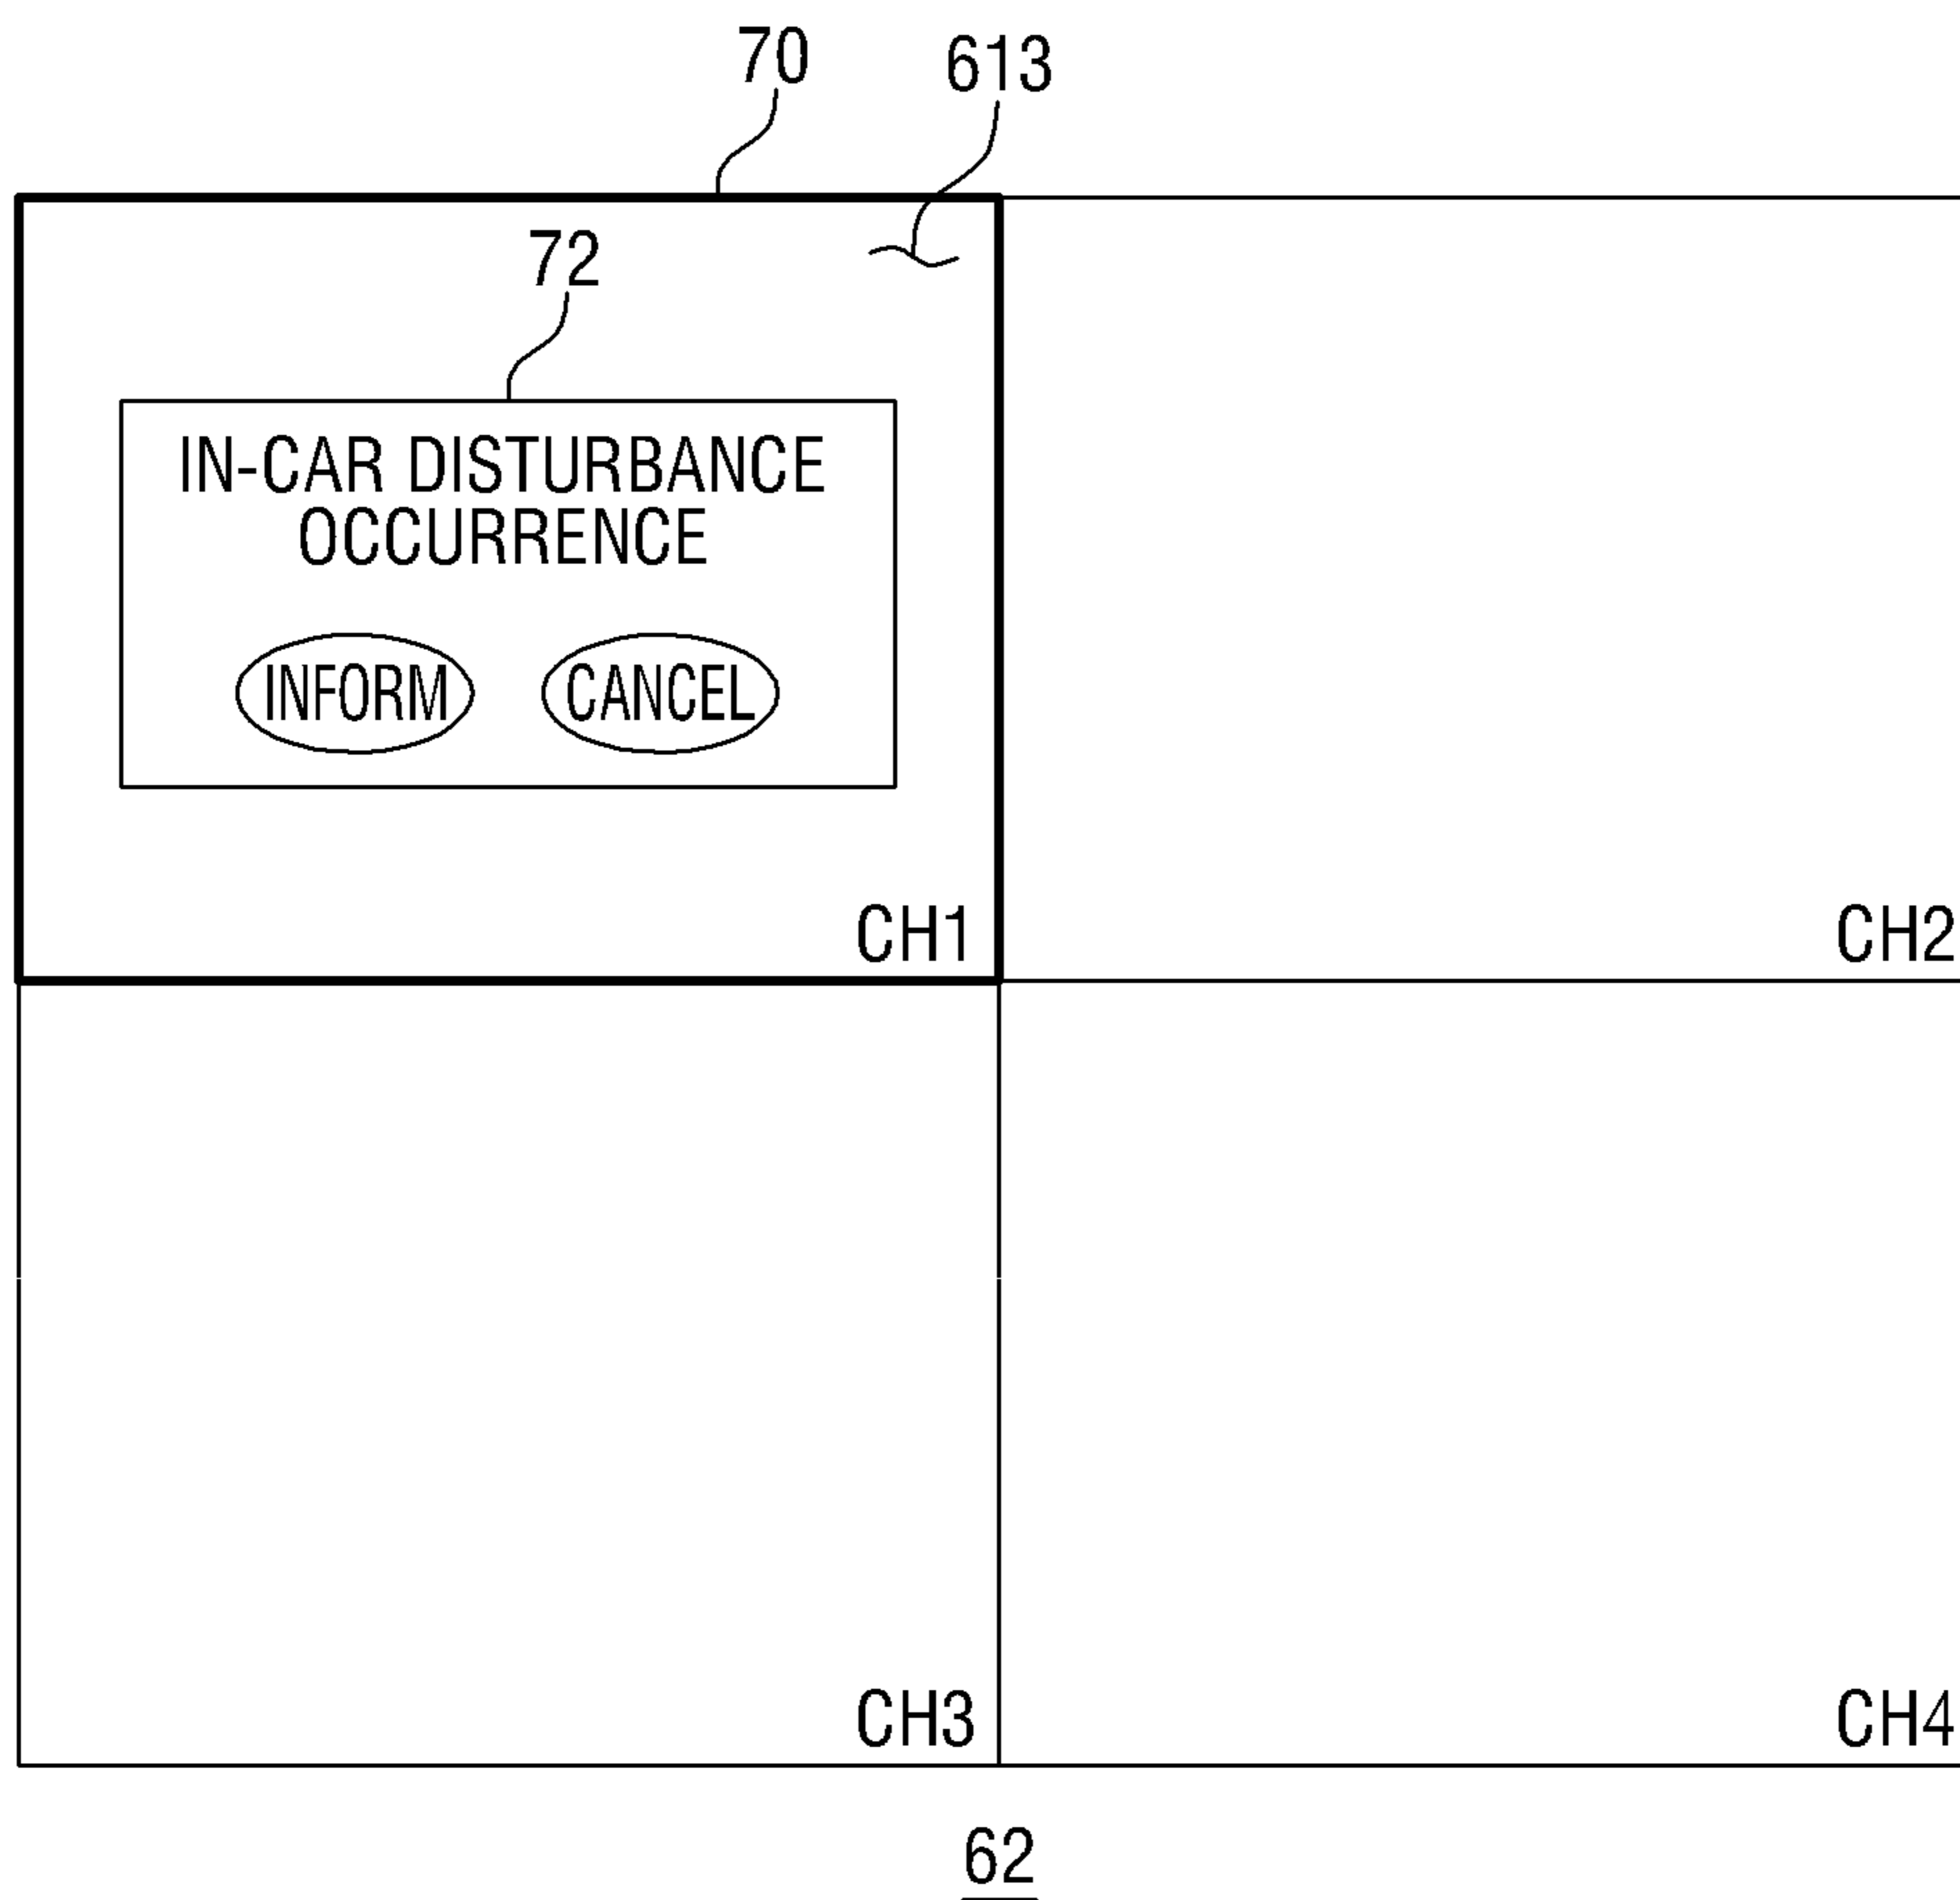 70
613
72
IN-CAR DISTURBANCE
OCCURRENCE
INFORM CANCEL
CH1
CH2
CH3
CH4
62